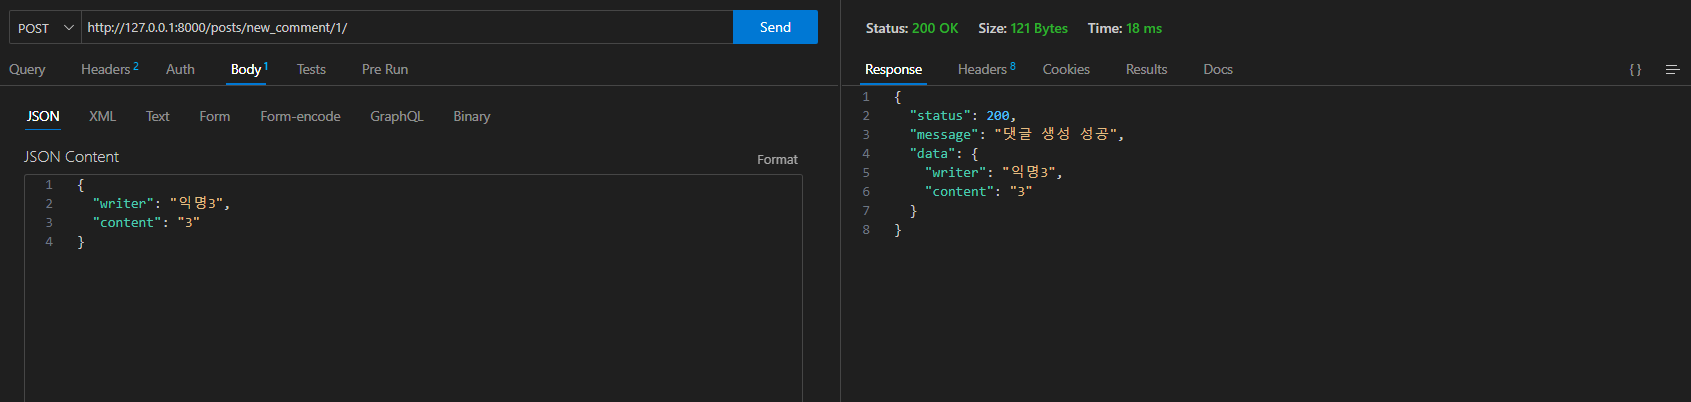 POST http://127.0.0.1:8000/posts/new_comment/1/ Send
Query Headers 2 Auth Body 1 Tests Pre Run
JSON XML Text Form Form-encode GraphQL Binary
JSON Content Format
1 {
2 "writer": "익명3",
3 "content": "3"
4 }
Status: 200 OK Size: 121 Bytes Time: 18 ms
Response Headers 8 Cookies Results Docs { }
1 {
2 "status": 200,
3 "message": "댓글 생성 성공",
4 "data": {
5 "writer": "익명3",
6 "content": "3"
7 }
8 }